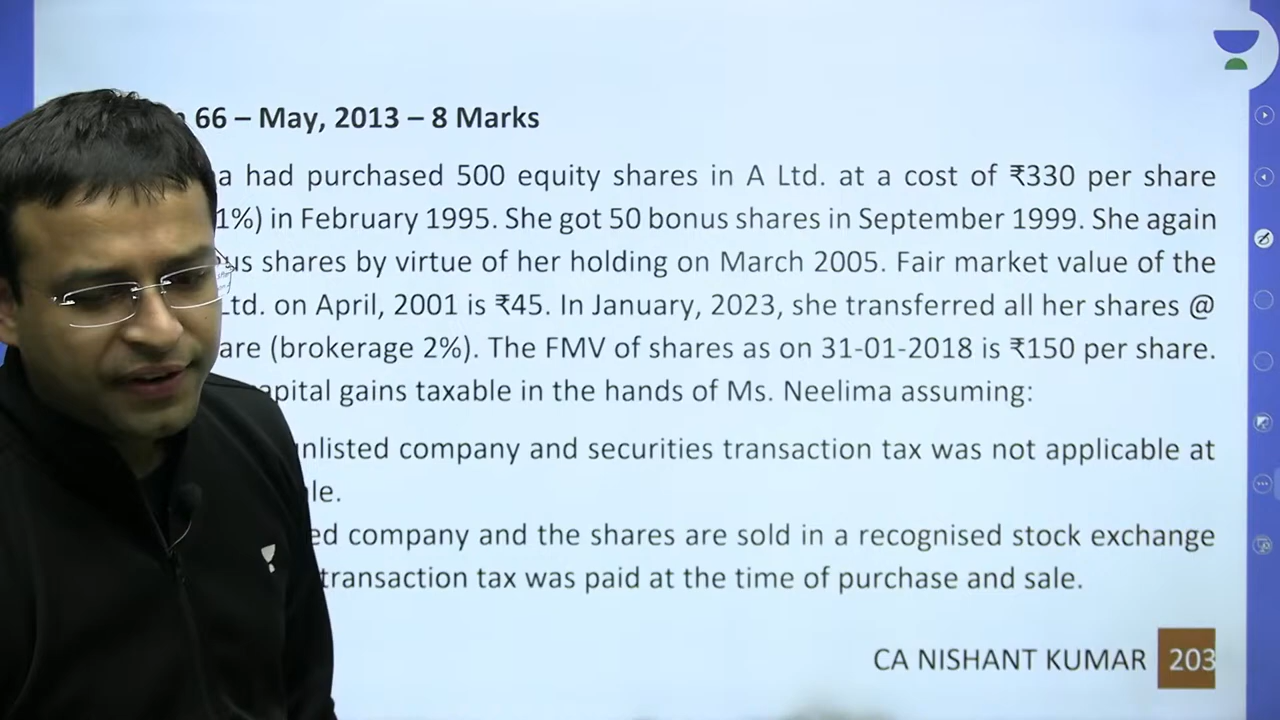 66 – May, 2013 – 8 Marks
a had purchased 500 equity shares in A Ltd. at a cost of ₹330 per share
1%) in February 1995. She got 50 bonus shares in September 1999. She again
us shares by virtue of her holding on March 2005. Fair market value of the
Ltd. on April, 2001 is ₹45. In January, 2023, she transferred all her shares @
are (brokerage 2%). The FMV of shares as on 31-01-2018 is ₹150 per share.
apital gains taxable in the hands of Ms. Neelima assuming:
nlisted company and securities transaction tax was not applicable at
le.
ed company and the shares are sold in a recognised stock exchange
transaction tax was paid at the time of purchase and sale.
CA NISHANT KUMAR 203